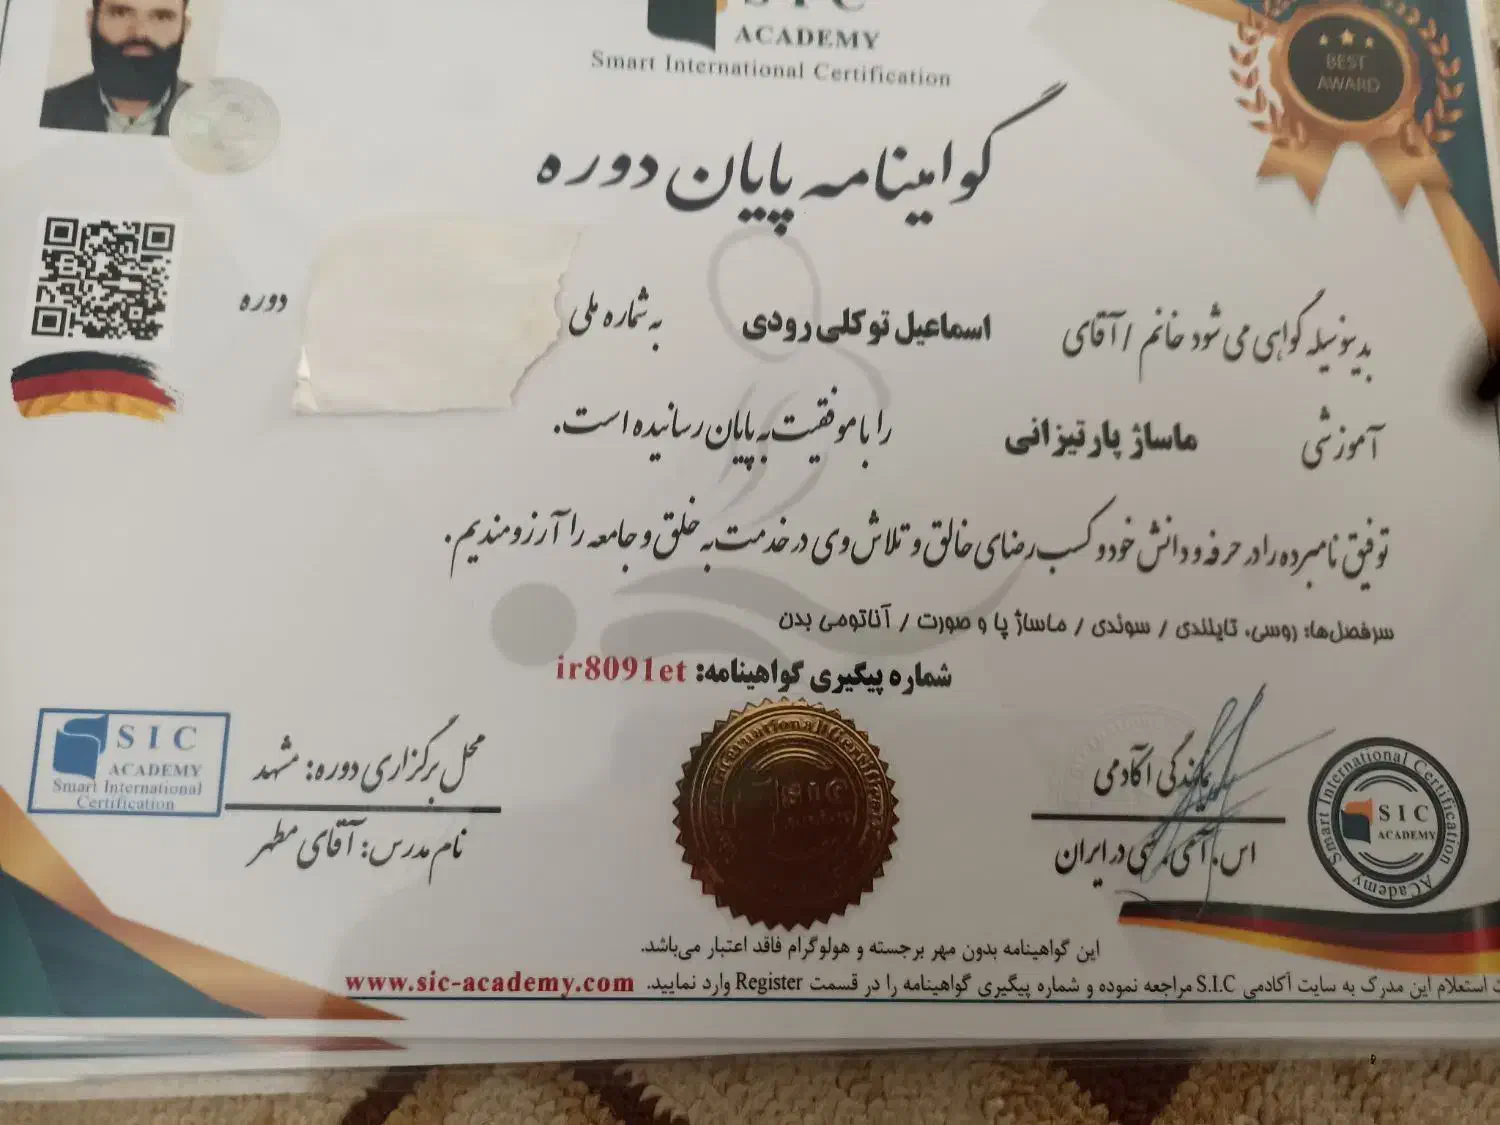 SIC
ACADEMY
Smart International Certification
BEST
AWARD
گواهینامه پایان دوره
بدینوسیله گواهی می شود خانم / آقای اسماعیل توکلی رودی به شماره ملی دوره
آموزشی ماساژ پارتیزانی را با موفقیت به پایان رسانیده است.
توفیق نامبرده را در حرفه و دانش خود و کسب رضای خالق و تلاش وی در خدمت به خلق و جامعه را آرزومندیم.
سرفصل‌ها: روسی، تایلندی / سوئدی / ماساژ پا و صورت / آناتومی بدن
شماره پیگیری گواهینامه: ir8091et
نمایندگی آکادمی
اس. آی. سی در ایران
Smart International Certification
SIC
ACADEMY
ACademy
SIC
محل برگزاری دوره: مشهد
نام مدرس: آقای مطهر
SIC
ACADEMY
Smart International
Certification
این گواهینامه بدون مهر برجسته و هولوگرام فاقد اعتبار می‌باشد.
استعلام این مدرک به سایت آکادمی S.I.C مراجعه نموده و شماره پیگیری گواهینامه را در قسمت Register وارد نمایید. www.sic-academy.com